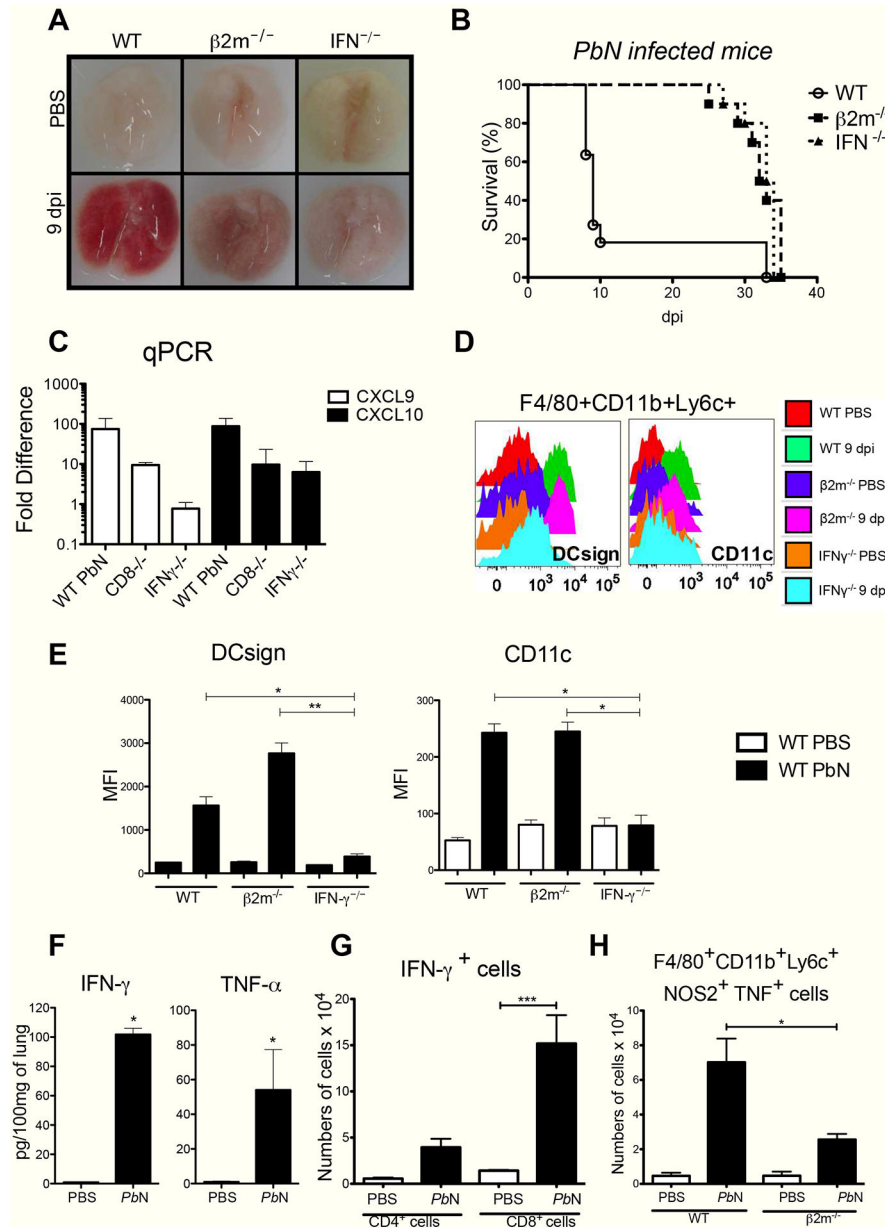 A
WT
β2m⁻/⁻
IFN⁻/⁻
PBS
9 dpi
B
PbN infected mice
Survival (%)
100
80
60
40
20
0
0 10 20 30 40
dpi
WT
β2m-/-
IFN -/-
C
qPCR
Fold Difference
1000
100
10
1
0.1
CXCL9
CXCL10
WT PbN
CD8-/-
IFNγ-/-
WT PbN
CD8-/-
IFNγ-/-
D
F4/80+CD11b+Ly6c+
DCsign
0 10³ 10⁴ 10⁵
CD11c
0 10³ 10⁴ 10⁵
WT PBS
WT 9 dpi
β2m⁻/⁻ PBS
β2m⁻/⁻ 9 dp
IFNγ⁻/⁻ PBS
IFNγ⁻/⁻ 9 dp
E
DCsign
MFI
4000
3000
2000
1000
0
*
**
WT
β2m⁻/⁻
IFN-γ⁻/⁻
CD11c
MFI
300
200
100
0
*
*
WT
β2m⁻/⁻
IFN-γ⁻/⁻
WT PBS
WT PbN
F
IFN-γ
pg/100mg of lung
120
100
80
60
40
20
0
*
PBS
PbN
TNF-α
100
80
60
40
20
0
*
PBS
PbN
G
IFN-γ⁺ cells
Numbers of cells x 10⁴
20
15
10
5
0
***
PBS PbN PBS PbN
CD4⁺ cells CD8⁺ cells
H
F4/80⁺CD11b⁺Ly6c⁺
NOS2⁺ TNF⁺ cells
Numbers of cells x 10⁴
10
8
6
4
2
0
*
PBS PbN PBS PbN
WT β2m⁻/⁻